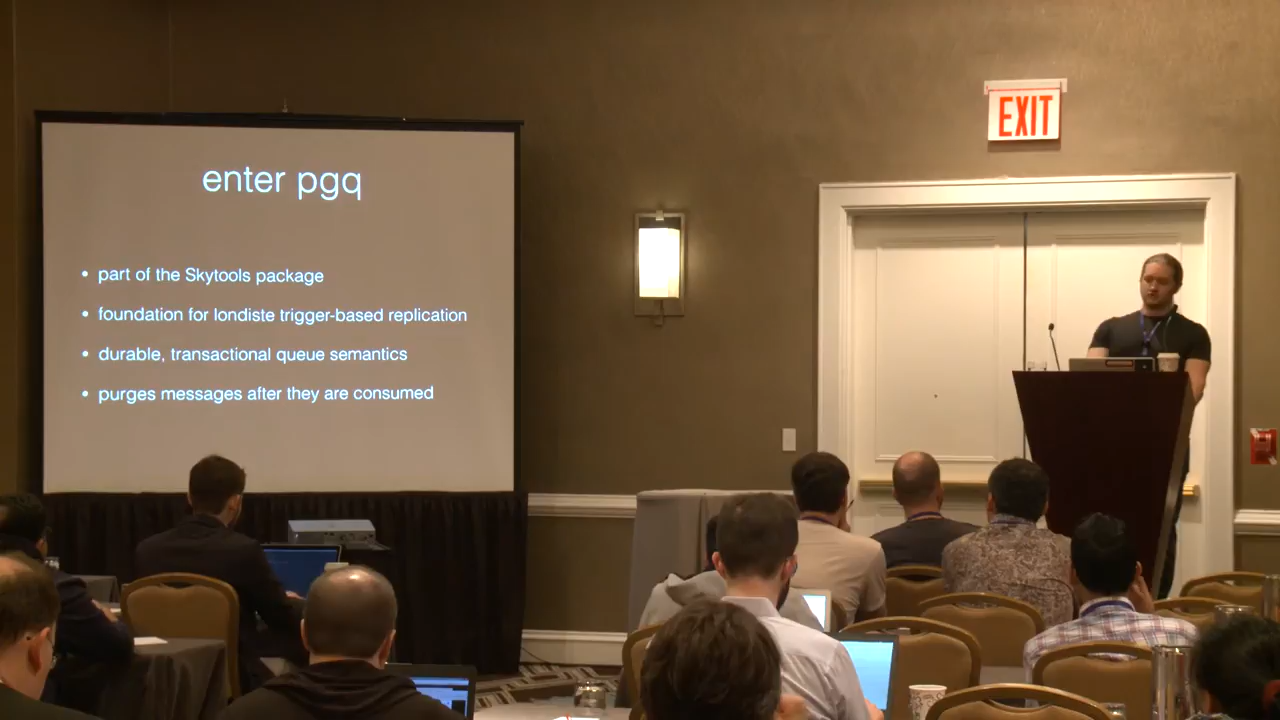 enter pgq
• part of the Skytools package
• foundation for londiste trigger-based replication
• durable, transactional queue semantics
• purges messages after they are consumed
EXIT